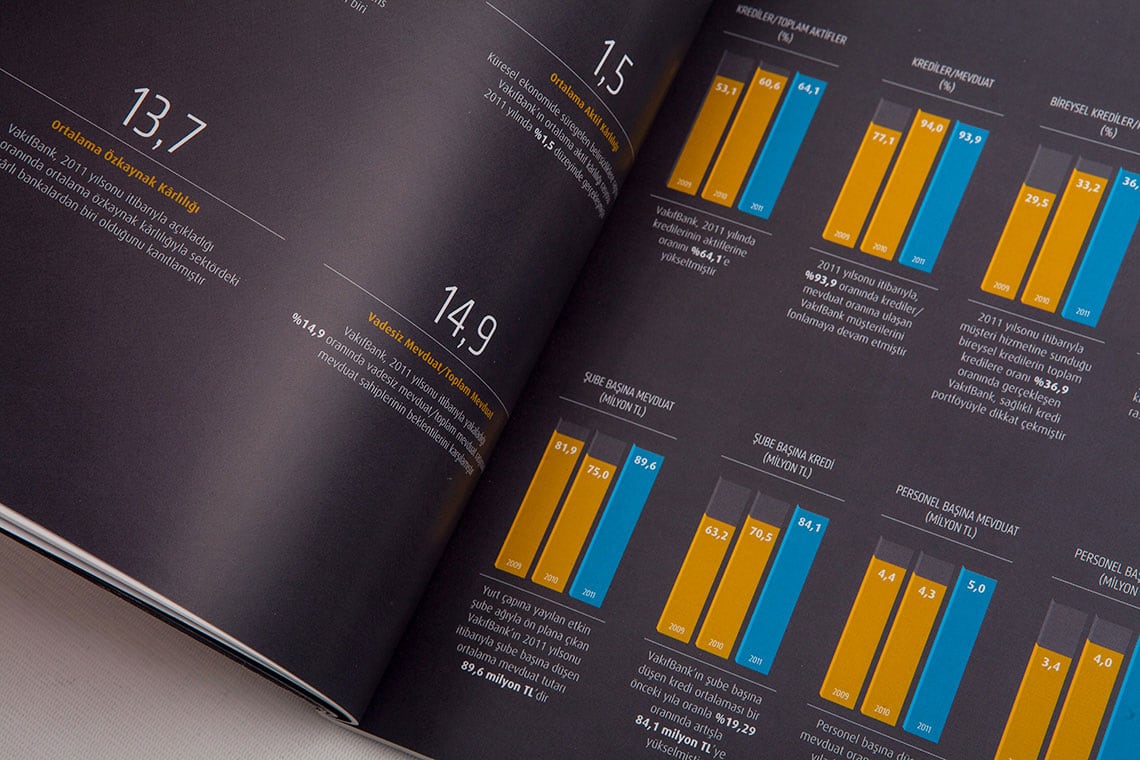 biri
13,7
Ortalama Özkaynak Kârlılığı
VakıfBank, 2011 yılsonu itibarıyla açıkladığı
oranında ortalama özkaynak kârlılığıyla sektördeki
kârlı bankalardan biri olduğunu kanıtlamıştır
1,5
Ortalama Aktif Kârlılığı
Küresel ekonomide süregelen belirsizliklere
VakıfBank'ın ortalama aktif kârlılığı
2011 yılında %1,5 düzeyinde
14,9
Vadesiz Mevduat/Toplam Mevduat
VakıfBank, 2011 yılsonu itibarıyla yakaladığı
%14,9 oranında vadesiz mevduat/toplam mevduat
mevduat sahiplerinin beklentilerini karşılamıştır
KREDİLER/TOPLAM AKTİFLER
(%)
53,1
60,6
64,1
2009
2010
2011
VakıfBank, 2011 yılında
kredilerinin aktiflerine
oranını %64,1'e
yükseltmiştir
KREDİLER/MEVDUAT
(%)
77,1
94,0
93,9
2009
2010
2011
2011 yılsonu itibarıyla,
%93,9 oranında krediler/
mevduat oranına ulaşan
VakıfBank müşterilerini
fonlamaya devam etmiştir
BİREYSEL KREDİLER/
(%)
29,5
33,2
36,
2009
2010
2011
2011 yılsonu itibarıyla
müşteri hizmetine sunduğu
bireysel kredilerin toplam
kredilere oranı %36,9
oranında gerçekleşen
VakıfBank, sağlıklı kredi
portföyüyle dikkat çekmiştir
ŞUBE BAŞINA MEVDUAT
(MİLYON TL)
81,9
75,0
89,6
2009
2010
2011
Yurt çapına yayılan etkin
şube ağıyla ön plana çıkan
VakıfBank'ın 2011 yılsonu
itibarıyla şube başına düşen
ortalama mevduat tutarı
89,6 milyon TL'dir
ŞUBE BAŞINA KREDİ
(MİLYON TL)
63,2
70,5
84,1
2009
2010
2011
VakıfBank'ın şube başına
düşen kredi ortalaması bir
önceki yıla oranla %19,29
oranında artışla
84,1 milyon TL'ye
yükselmiştir
PERSONEL BAŞINA MEVDUAT
(MİLYON TL)
4,4
4,3
5,0
2009
2010
2011
Personel başına
mevduat
PERSONEL
(MİLYON
3,4
4,0